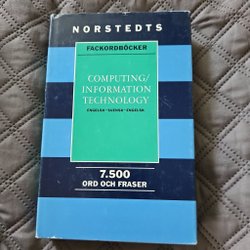 NORSTEDTS
FACKORDBÖCKER
COMPUTING/
INFORMATION
TECHNOLOGY
ENGELSK • SVENSK • ENGELSK
7.500
ORD OCH FRASER